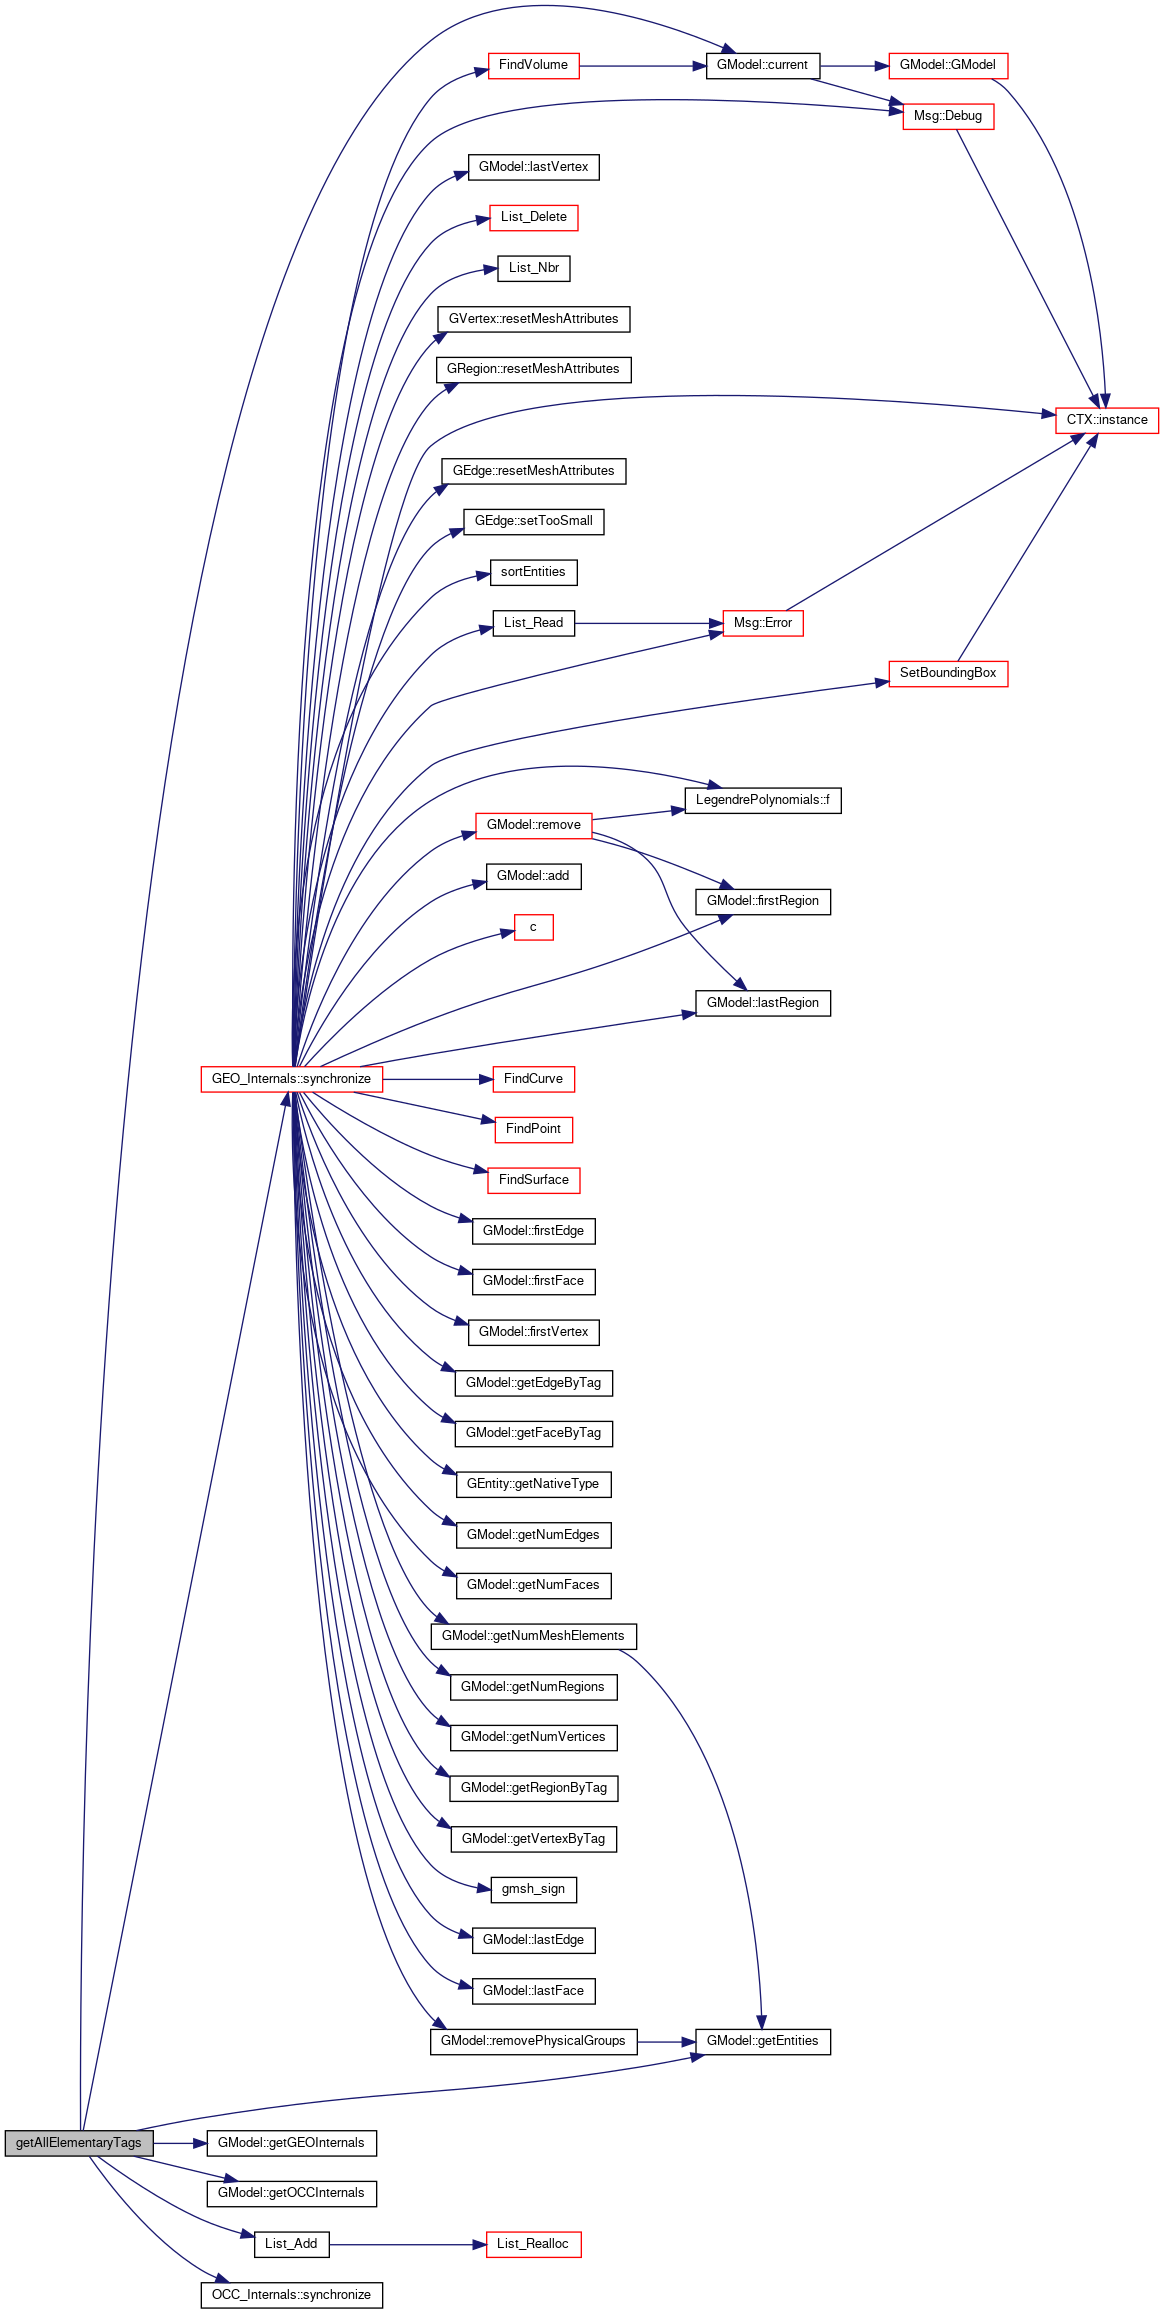 FindVolume
GModel::current
GModel::GModel
Msg::Debug
GModel::lastVertex
List_Delete
List_Nbr
GVertex::resetMeshAttributes
GRegion::resetMeshAttributes
CTX::instance
GEdge::resetMeshAttributes
GEdge::setTooSmall
sortEntities
List_Read
Msg::Error
SetBoundingBox
LegendrePolynomials::f
GModel::remove
GModel::add
GModel::firstRegion
c
GModel::lastRegion
GEO_Internals::synchronize
FindCurve
FindPoint
FindSurface
GModel::firstEdge
GModel::firstFace
GModel::firstVertex
GModel::getEdgeByTag
GModel::getFaceByTag
GEntity::getNativeType
GModel::getNumEdges
GModel::getNumFaces
GModel::getNumMeshElements
GModel::getNumRegions
GModel::getNumVertices
GModel::getRegionByTag
GModel::getVertexByTag
gmsh_sign
GModel::lastEdge
GModel::lastFace
GModel::removePhysicalGroups
GModel::getEntities
getAllElementaryTags
GModel::getGEOInternals
GModel::getOCCInternals
List_Add
List_Realloc
OCC_Internals::synchronize